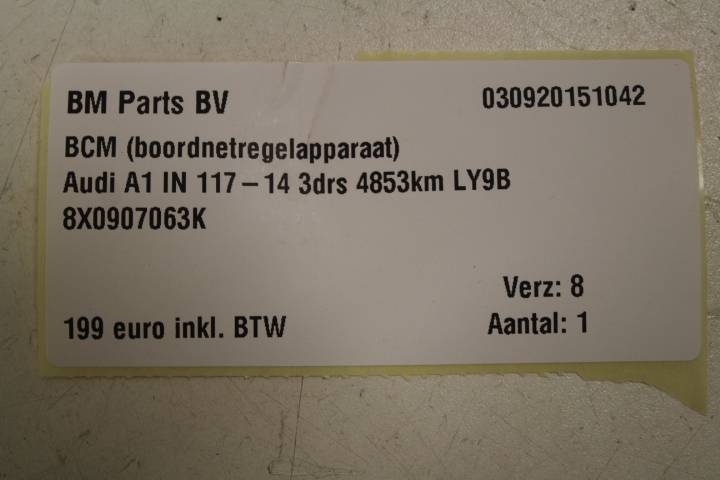 BM Parts BV 030920151042
BCM (boordnetregelapparaat)
Audi A1 IN 117 – 14 3drs 4853km LY9B
8X0907063K
Verz: 8
199 euro inkl. BTW Aantal: 1